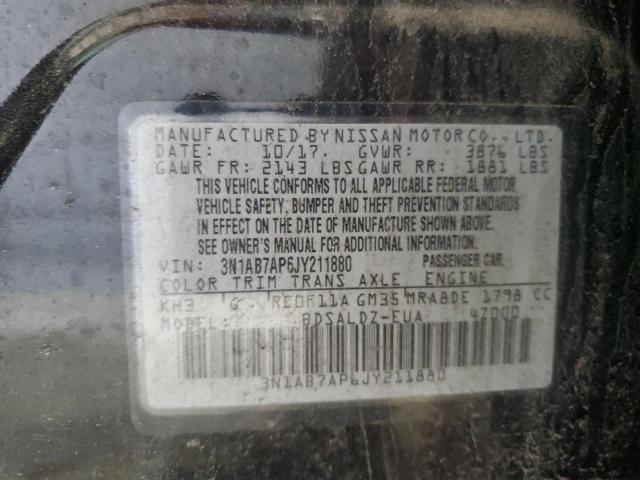 MANUFACTURED BY NISSAN MOTOR CO., LTD.
DATE: 10/17. GVWR: 3876 LBS
GAWR FR: 2143 LBS GAWR RR: 1881 LBS
THIS VEHICLE CONFORMS TO ALL APPLICABLE FEDERAL MOTOR
VEHICLE SAFETY, BUMPER AND THEFT PREVENTION STANDARDS
IN EFFECT ON THE DATE OF MANUFACTURE SHOWN ABOVE.
SEE OWNER'S MANUAL FOR ADDITIONAL INFORMATION.
VIN: 3N1AB7AP6JY211880 PASSENGER CAR.
COLOR TRIM TRANS AXLE ENGINE
KH3 G RE0F11A GM35 MRA8DE 1798 CC
MODEL: BDSALDZ-EUA 4Z000
3N1AB7AP6JY211880